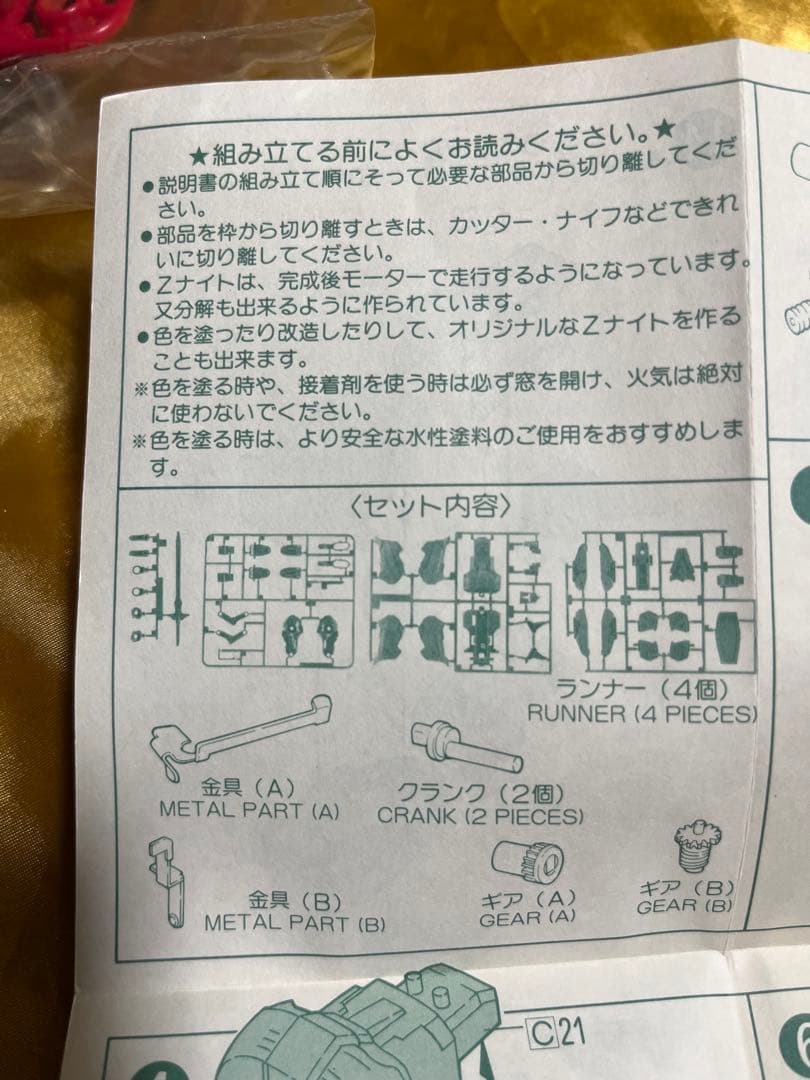 ★組み立てる前によくお読みください。★
●説明書の組み立て順にそって必要な部品から切り離してくだ
さい。
●部品を枠から切り離すときは、カッター・ナイフなどできれ
いに切り離してください。
●Zナイトは、完成後モーターで走行するようになっています。
又分解も出来るように作られています。
●色を塗ったり改造したりして、オリジナルなZナイトを作る
ことも出来ます。
※色を塗る時や、接着剤を使う時は必ず窓を開け、火気は絶対
に使わないでください。
※色を塗る時は、より安全な水性塗料のご使用をおすすめしま
す。
〈セット内容〉
ランナー(4個)
RUNNER (4 PIECES)
金具(A)
METAL PART (A)
クランク(2個)
CRANK (2 PIECES)
金具(B)
METAL PART (B)
ギア(A)
GEAR (A)
ギア(B)
GEAR (B)
C21